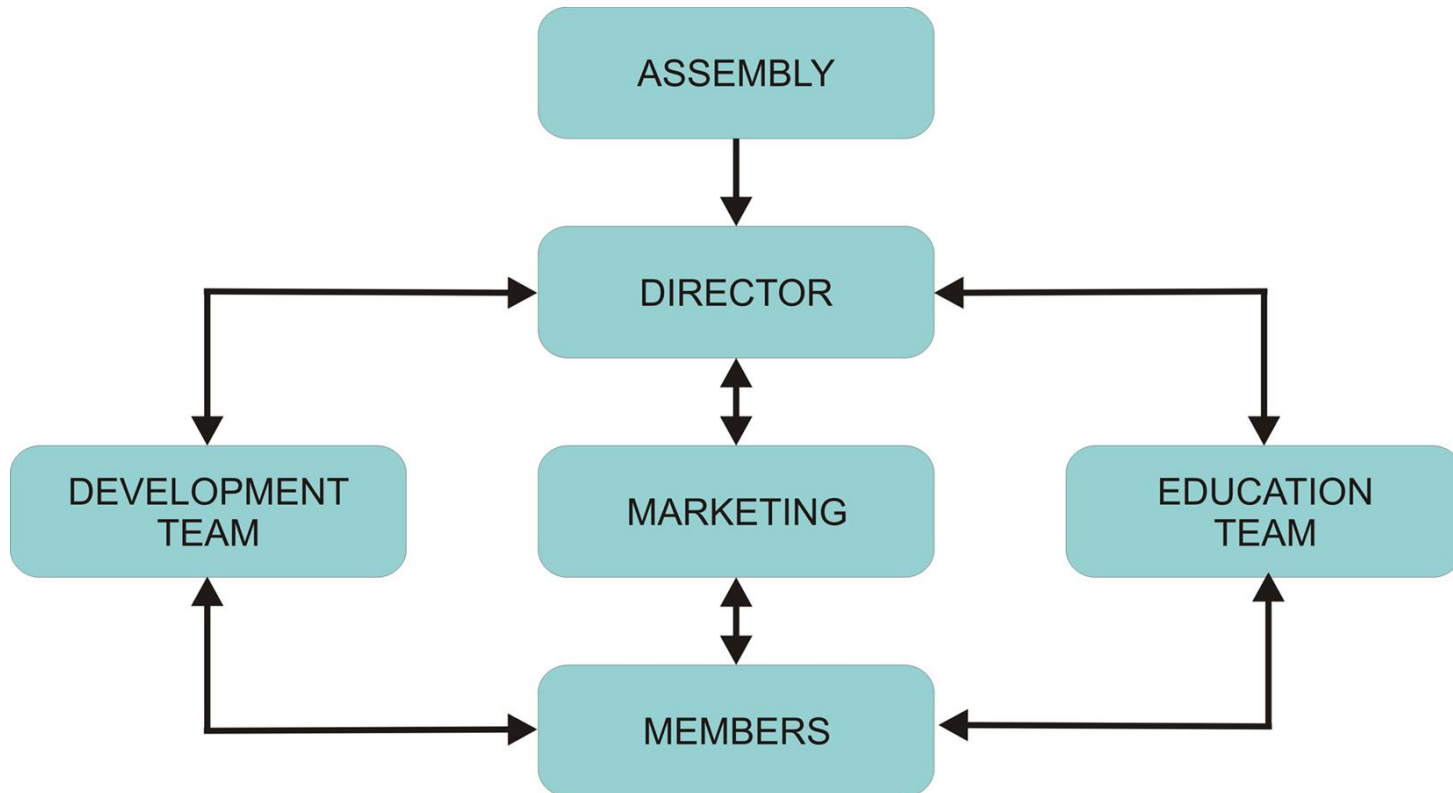 ASSEMBLY
DIRECTOR
DEVELOPMENT
TEAM
MARKETING
EDUCATION
TEAM
MEMBERS